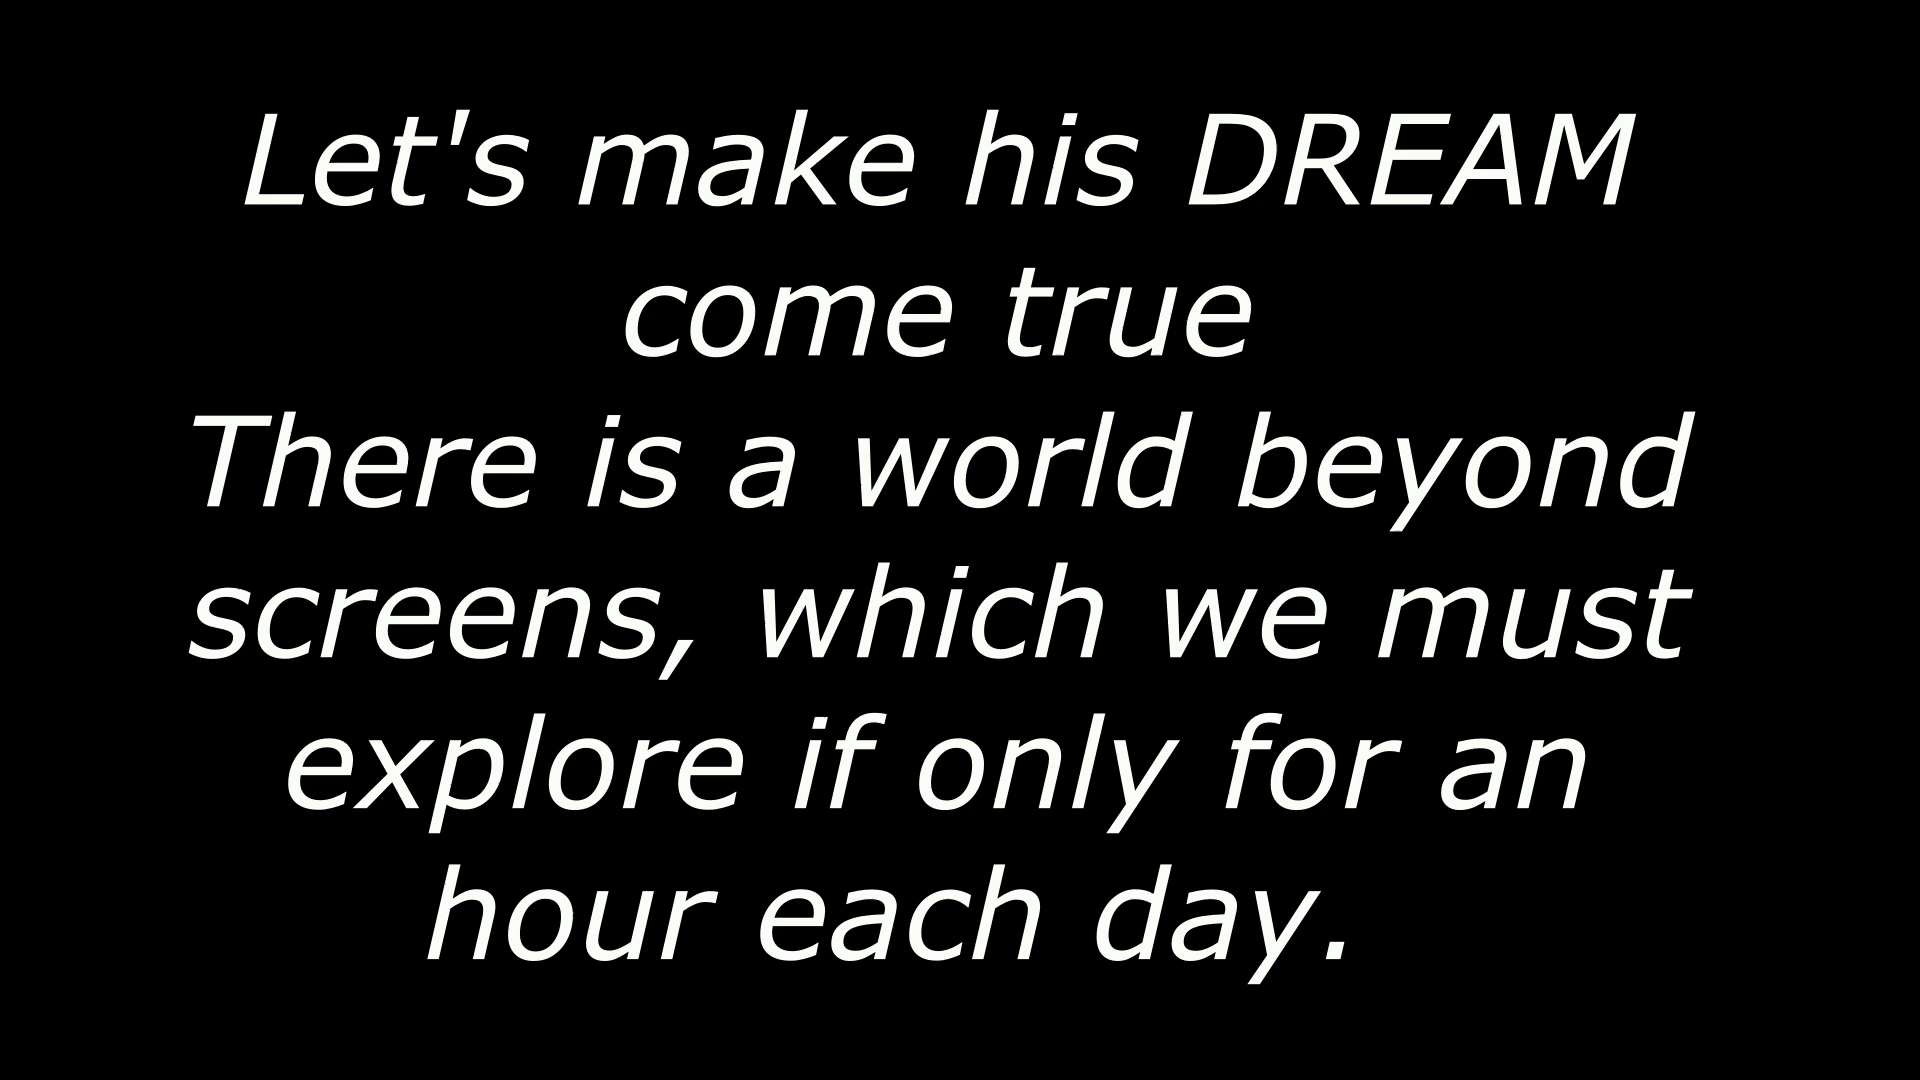 Let's make his DREAM
come true
There is a world beyond
screens, which we must
explore if only for an
hour each day.